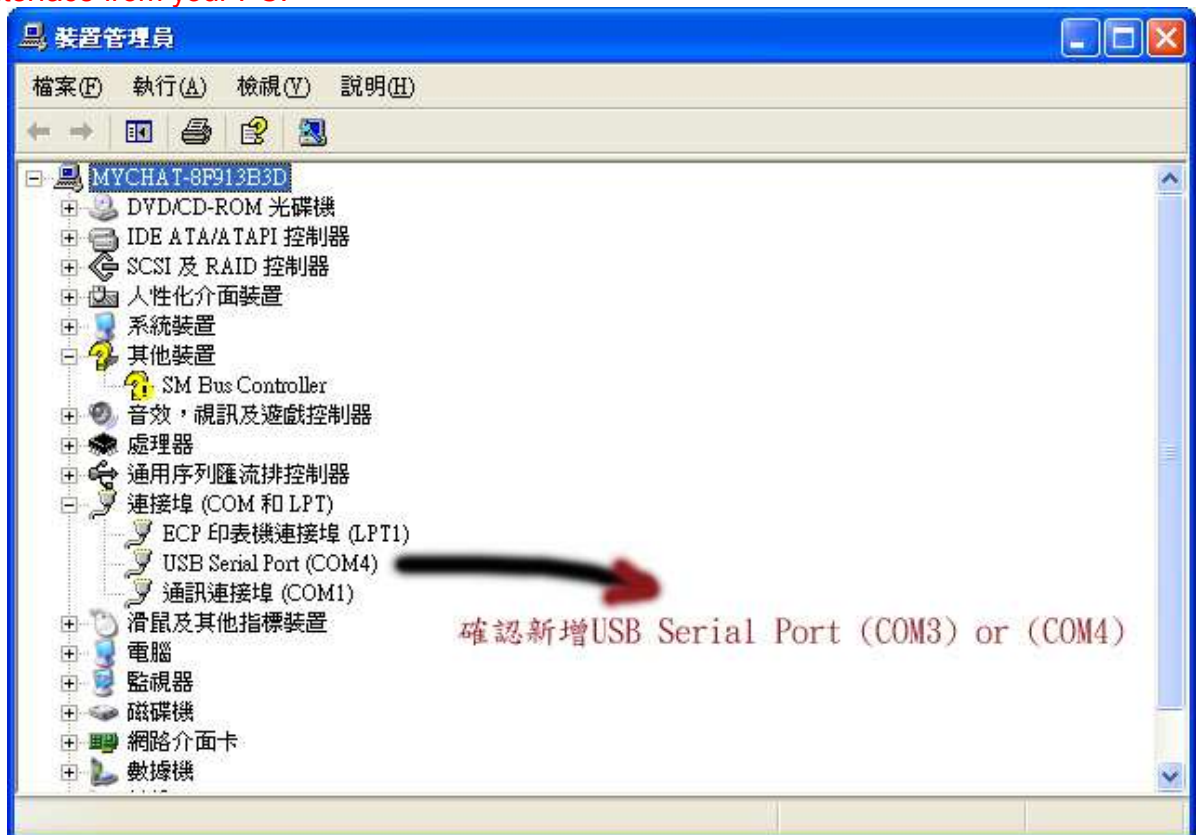 terface from your PC.
裝置管理員
檔案(F) 執行(A) 檢視(V) 說明(H)
MYCHAT-8F913B3D
DVD/CD-ROM 光碟機
IDE ATA/ATAPI 控制器
SCSI 及 RAID 控制器
人性化介面裝置
系統裝置
其他裝置
SM Bus Controller
音效，視訊及遊戲控制器
處理器
通用序列匯流排控制器
連接埠 (COM 和 LPT)
ECP 印表機連接埠 (LPT1)
USB Serial Port (COM4)
通訊連接埠 (COM1)
滑鼠及其他指標裝置
確認新增USB Serial Port (COM3) or (COM4)
電腦
監視器
磁碟機
網路介面卡
數據機